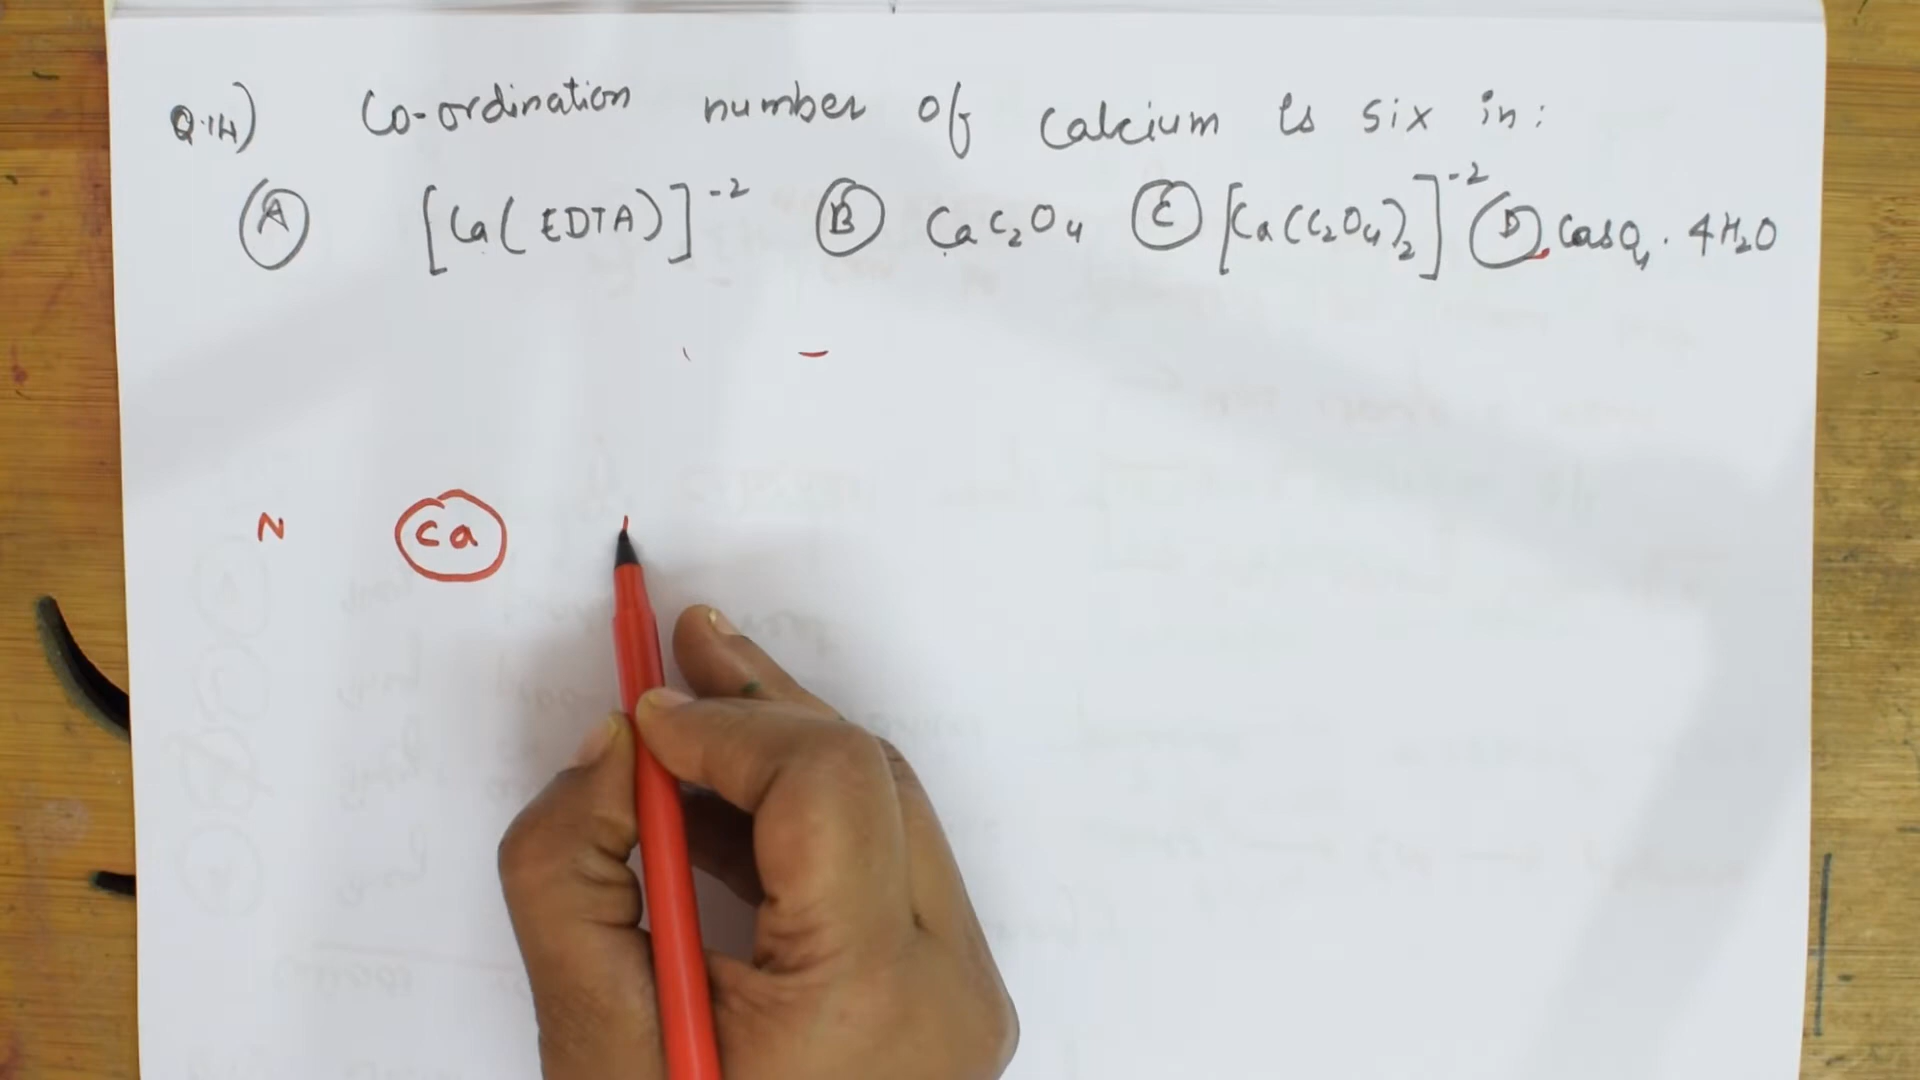 Q.14) Co-ordination number of Calcium is six in:
(A) [Ca(EDTA)]⁻² (B) CaC₂O₄ (C) [Ca(C₂O₄)₂]⁻² (D) CaSO₄ . 4H₂O
N Ca